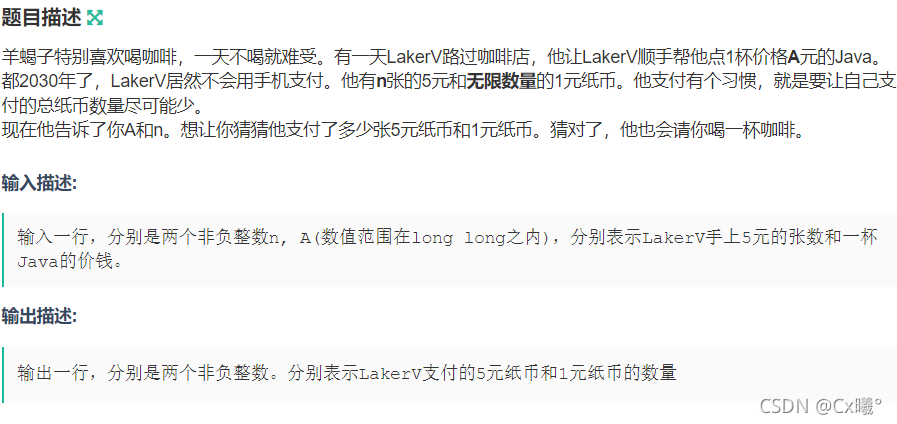 题目描述
羊蝎子特别喜欢喝咖啡，一天不喝就难受。有一天LakerV路过咖啡店，他让LakerV顺手帮他点1杯价格A元的Java。
都2030年了，LakerV居然不会用手机支付。他有n张的5元和无限数量的1元纸币。他支付有个习惯，就是要让自己支
付的总纸币数量尽可能少。
现在他告诉了你A和n。想让你猜猜他支付了多少张5元纸币和1元纸币。猜对了，他也会请你喝一杯咖啡。
输入描述:
输入一行，分别是两个非负整数n, A(数值范围在long long之内)，分别表示LakerV手上5元的张数和一杯
Java的价钱。
输出描述:
输出一行，分别是两个非负整数。分别表示LakerV支付的5元纸币和1元纸币的数量
CSDN @Cx曦°